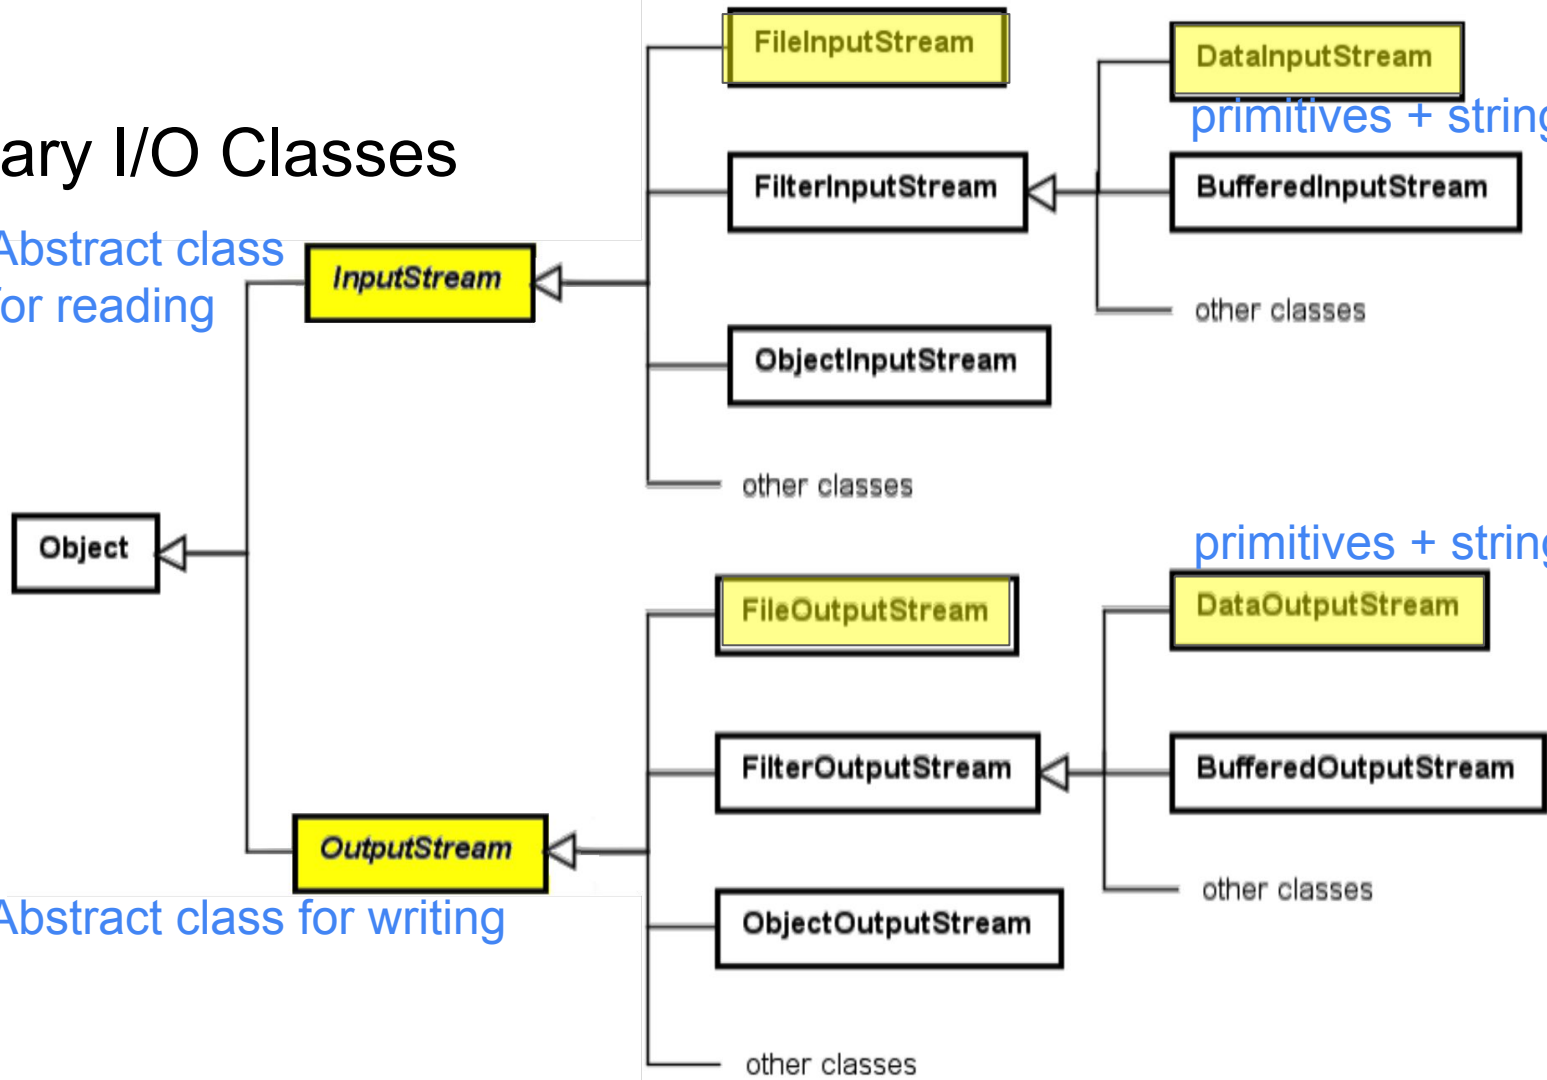 ary I/O Classes
Abstract class
for reading
InputStream
FileInputStream
DataInputStream
primitives + string
FilterInputStream
BufferedInputStream
other classes
ObjectInputStream
other classes
Object
primitives + string
FileOutputStream
DataOutputStream
FilterOutputStream
BufferedOutputStream
OutputStream
other classes
Abstract class for writing
ObjectOutputStream
other classes